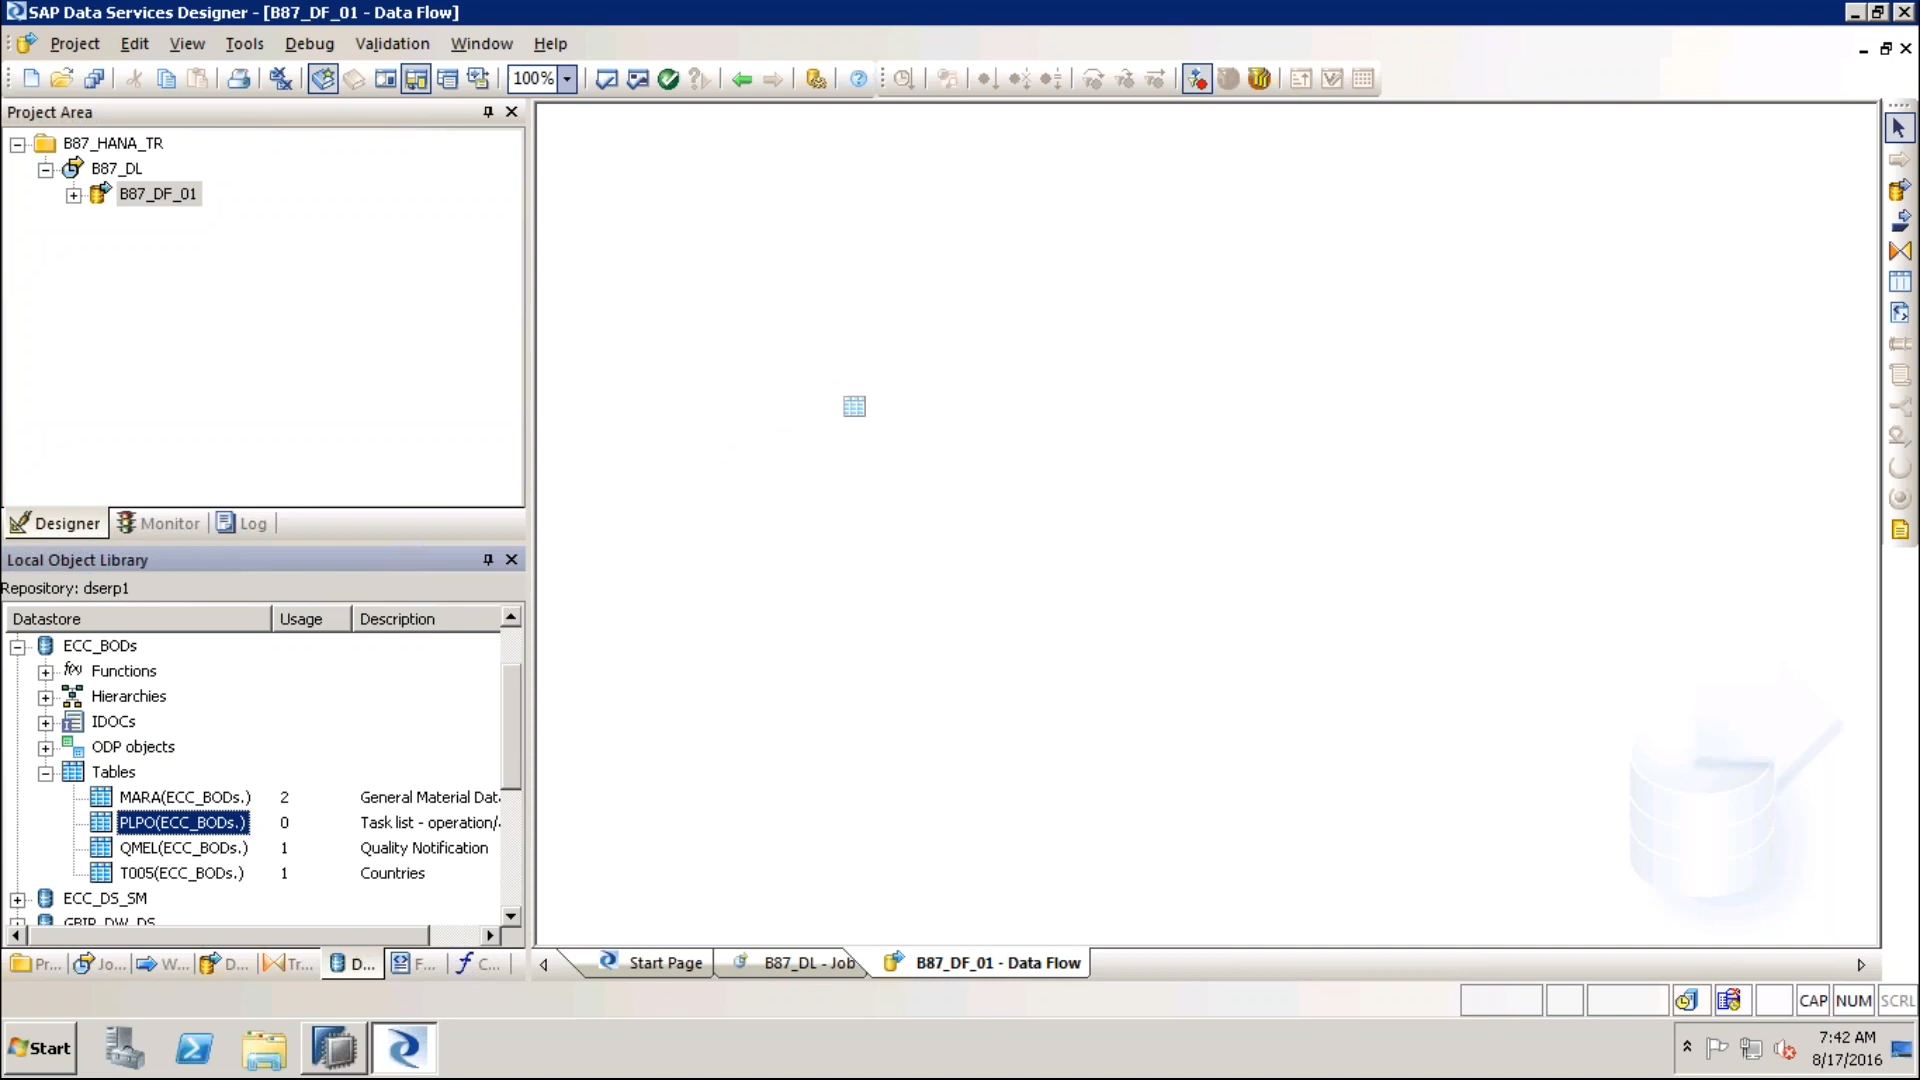 SAP Data Services Designer - [B87_DF_01 - Data Flow]
Project Edit View Tools Debug Validation Window Help
100%
Project Area
B87_HANA_TR
B87_DL
B87_DF_01
Designer Monitor Log
Local Object Library
Repository: dserp1
Datastore Usage Description
ECC_BODs
Functions
Hierarchies
IDOCs
ODP objects
Tables
MARA(ECC_BODs.) 2 General Material Dat
PLPO(ECC_BODs.) 0 Task list - operation/
QMEL(ECC_BODs.) 1 Quality Notification
T005(ECC_BODs.) 1 Countries
ECC_DS_SM
GBIP_DW_DS
Pr... Jo... W... D... Tr... D... F... C...
Start Page B87_DL - Job B87_DF_01 - Data Flow
CAP NUM SCRL
Start
7:42 AM
8/17/2016